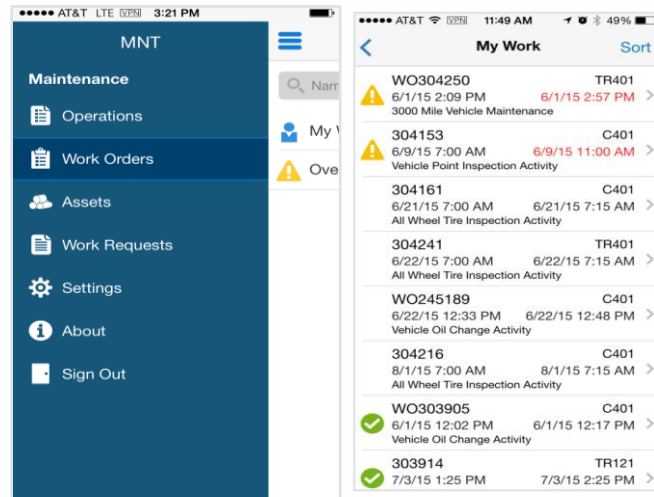 AT&T LTE VPN 3:21 PM
MNT
Maintenance
Operations
Work Orders
Assets
Work Requests
Settings
About
Sign Out
Nam
My
Ove
AT&T VPN 11:49 AM 49%
My Work Sort
WO304250 TR401
6/1/15 2:09 PM 6/1/15 2:57 PM
3000 Mile Vehicle Maintenance
304153 C401
6/9/15 7:00 AM 6/9/15 11:00 AM
Vehicle Point Inspection Activity
304161 C401
6/21/15 7:00 AM 6/21/15 7:15 AM
All Wheel Tire Inspection Activity
304241 TR401
6/22/15 7:00 AM 6/22/15 7:15 AM
All Wheel Tire Inspection Activity
WO245189 C401
6/22/15 12:33 PM 6/22/15 12:48 PM
Vehicle Oil Change Activity
304216 C401
8/1/15 7:00 AM 8/1/15 7:15 AM
All Wheel Tire Inspection Activity
WO303905 C401
6/1/15 12:02 PM 6/1/15 12:17 PM
Vehicle Oil Change Activity
303914 TR121
7/3/15 1:25 PM 7/3/15 2:25 PM